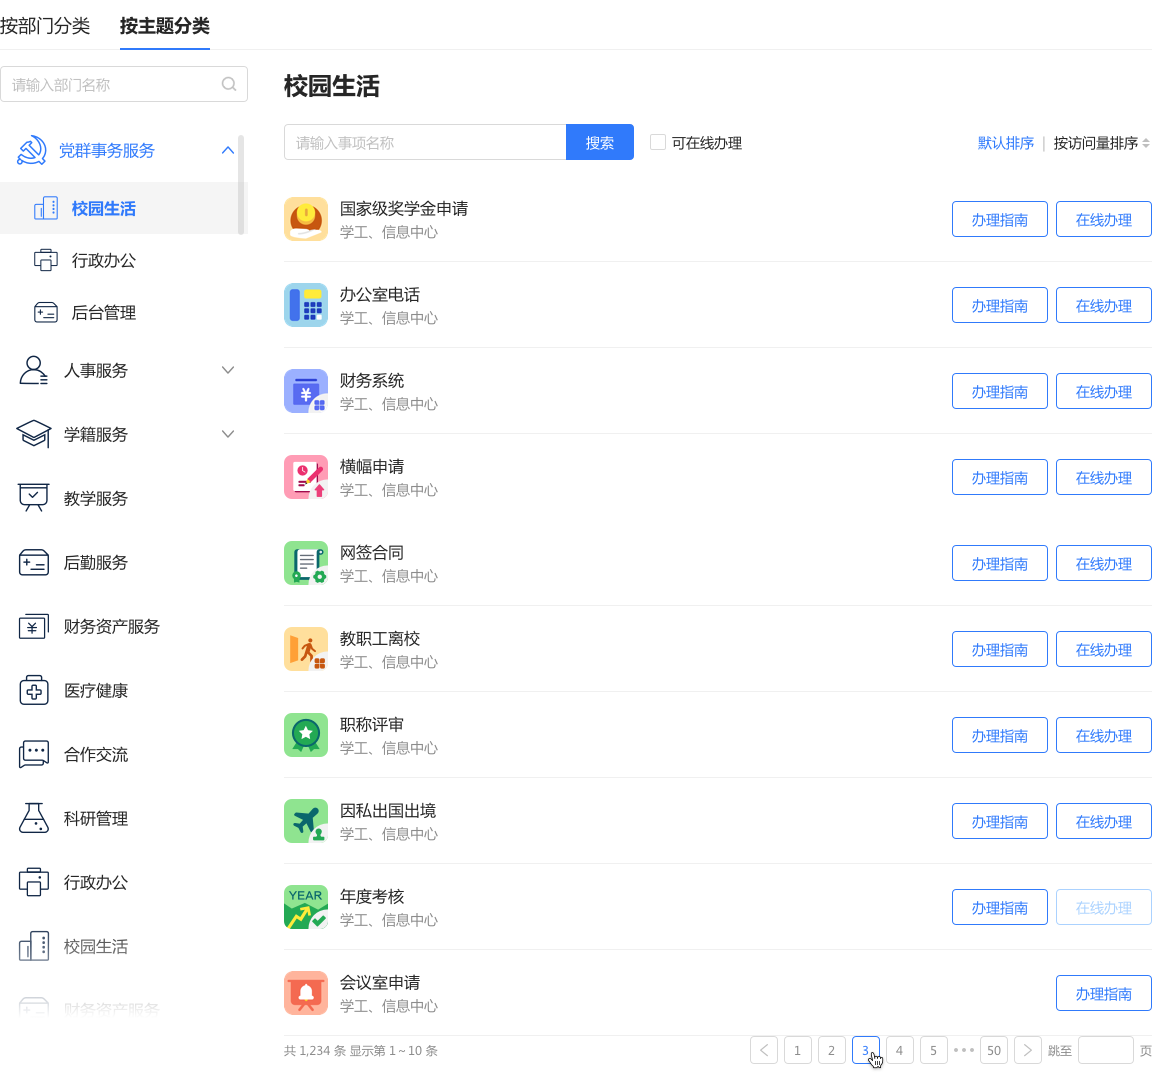 按部门分类 按主题分类
请输入部门名称
党群事务服务
校园生活
行政办公
后台管理
人事服务
学籍服务
教学服务
后勤服务
财务资产服务
医疗健康
合作交流
科研管理
行政办公
校园生活
财务资产服务
校园生活
请输入事项名称 搜索 可在线办理 默认排序 | 按访问量排序
国家级奖学金申请
学工、信息中心
办理指南 在线办理
办公室电话
学工、信息中心
办理指南 在线办理
财务系统
学工、信息中心
办理指南 在线办理
横幅申请
学工、信息中心
办理指南 在线办理
网签合同
学工、信息中心
办理指南 在线办理
教职工离校
学工、信息中心
办理指南 在线办理
职称评审
学工、信息中心
办理指南 在线办理
因私出国出境
学工、信息中心
办理指南 在线办理
YEAR
年度考核
学工、信息中心
办理指南 在线办理
会议室申请
学工、信息中心
办理指南
共 1,234 条 显示第 1 ~ 10 条 1 2 3 4 5 ••• 50 跳至 页